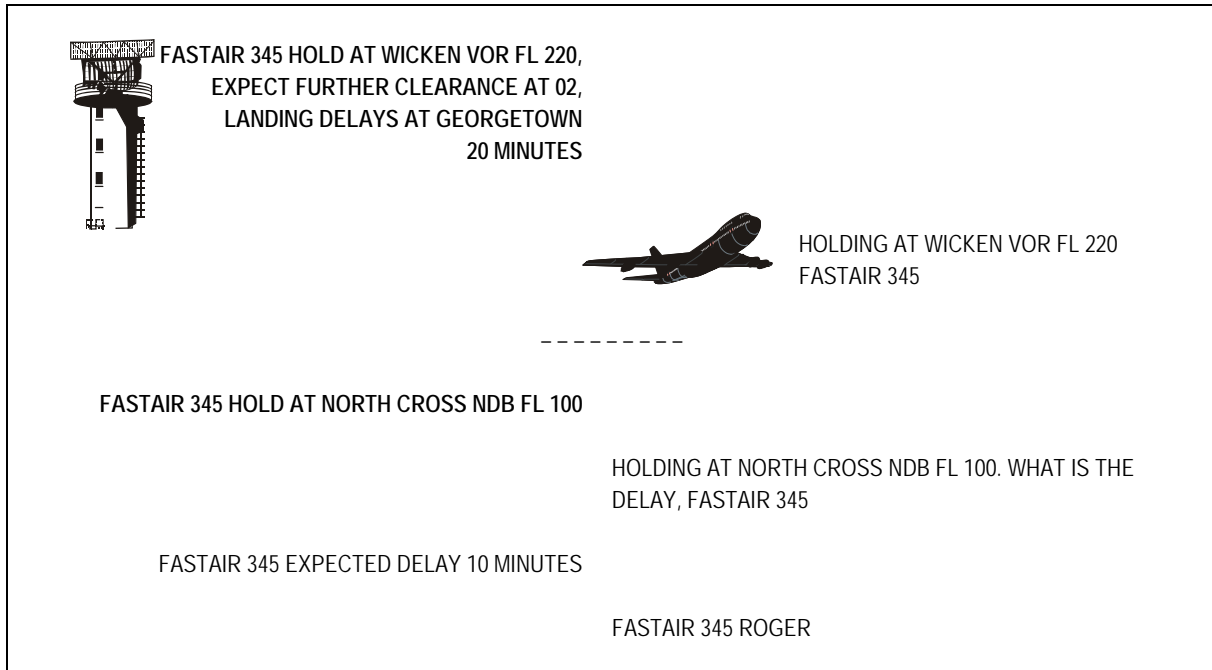 FASTAIR 345 HOLD AT WICKEN VOR FL 220,
EXPECT FURTHER CLEARANCE AT 02,
LANDING DELAYS AT GEORGETOWN
20 MINUTES
HOLDING AT WICKEN VOR FL 220
FASTAIR 345
_ _ _ _ _ _ _ _ _
FASTAIR 345 HOLD AT NORTH CROSS NDB FL 100
HOLDING AT NORTH CROSS NDB FL 100. WHAT IS THE
DELAY, FASTAIR 345
FASTAIR 345 EXPECTED DELAY 10 MINUTES
FASTAIR 345 ROGER